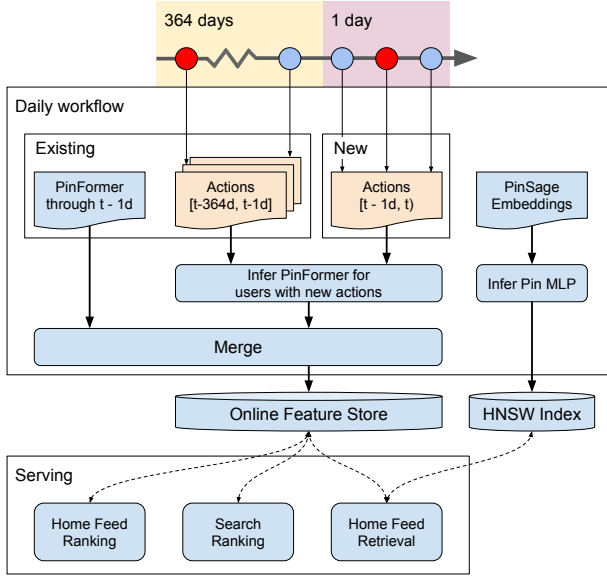 364 days
1 day
Daily workflow
Existing
New
PinFormer
through t - 1d
Actions
[t-364d, t-1d]
Actions
[t - 1d, t)
PinSage
Embeddings
Infer PinFormer for
users with new actions
Infer Pin MLP
Merge
Online Feature Store
HNSW Index
Serving
Home Feed
Ranking
Search
Ranking
Home Feed
Retrieval